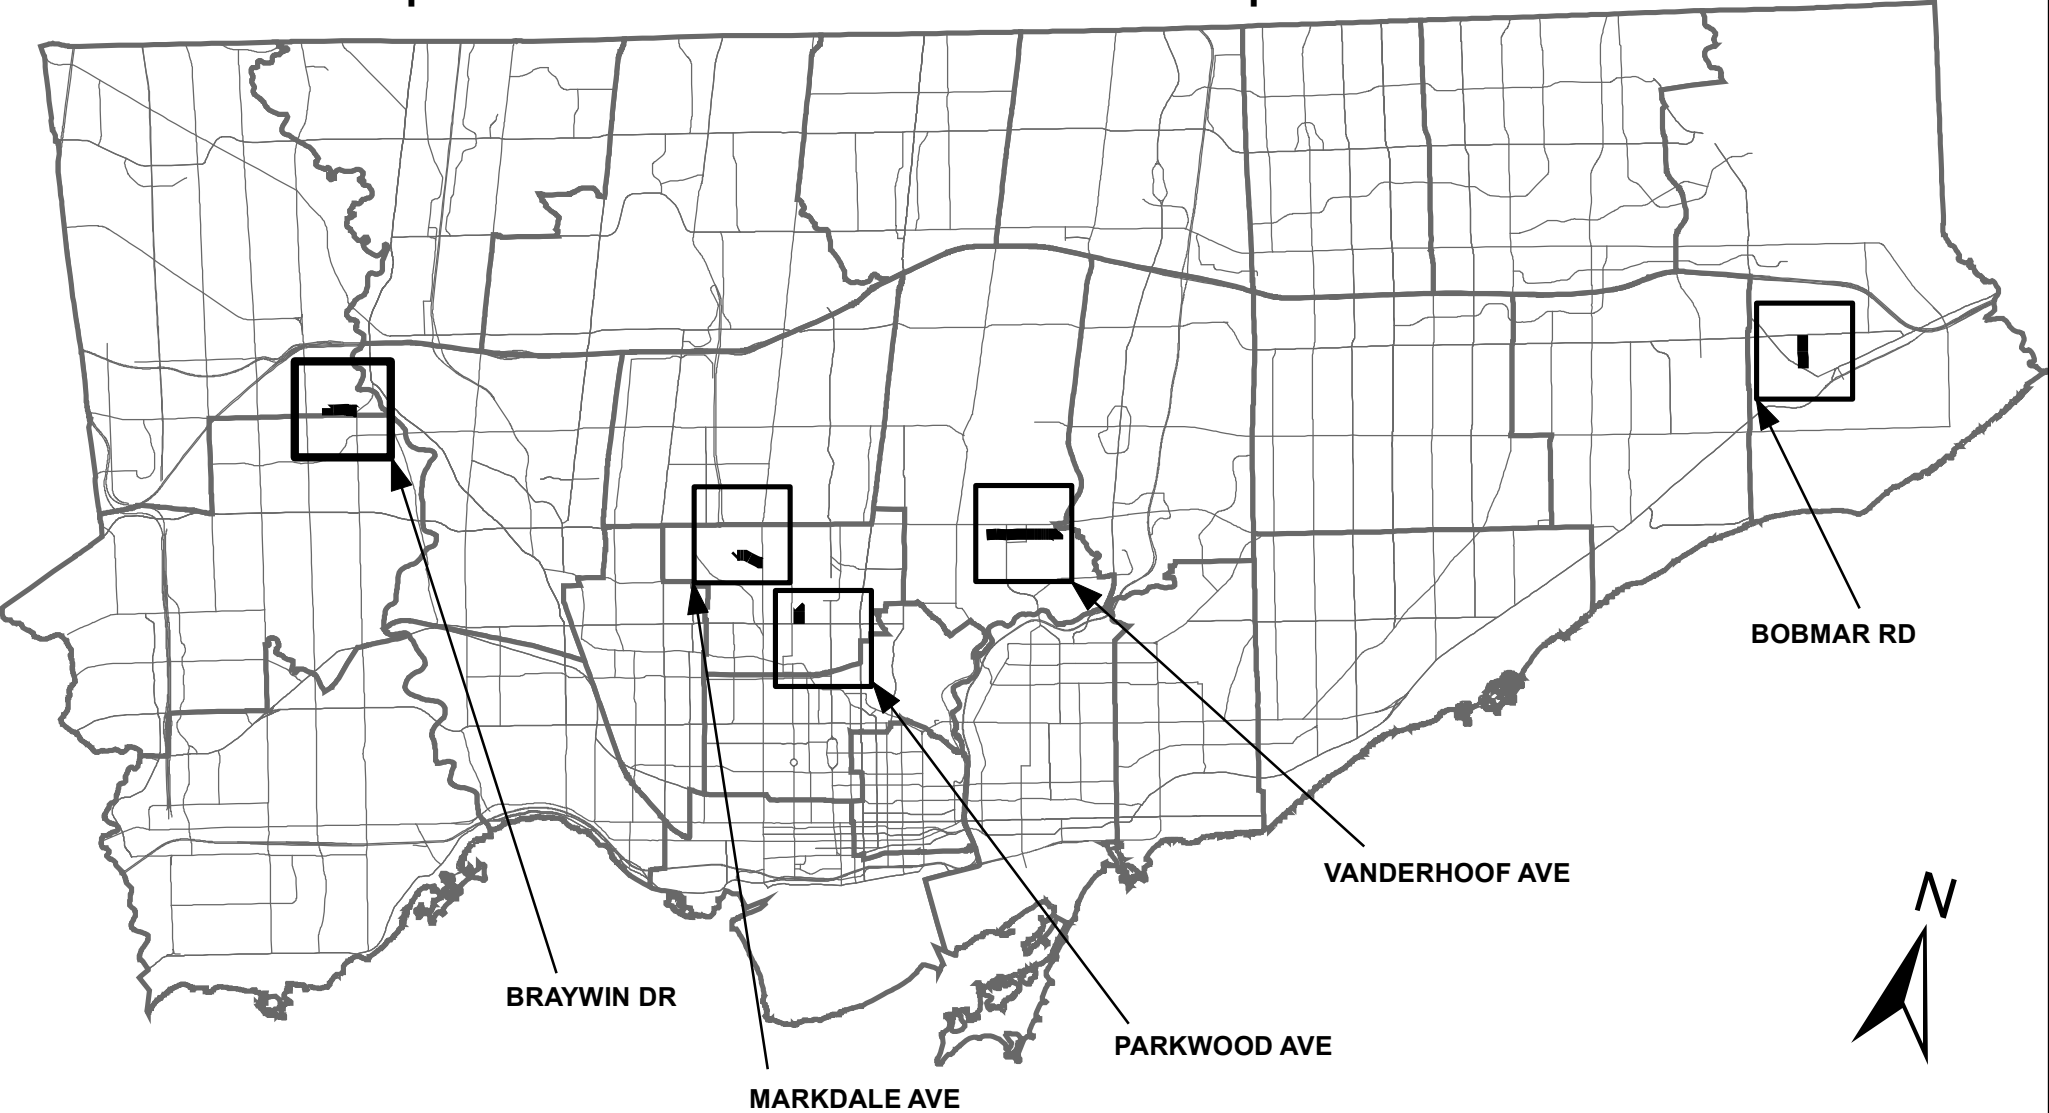 BOBMAR RD
VANDERHOOF AVE
N
BRAYWIN DR
PARKWOOD AVE
MARKDALE AVE